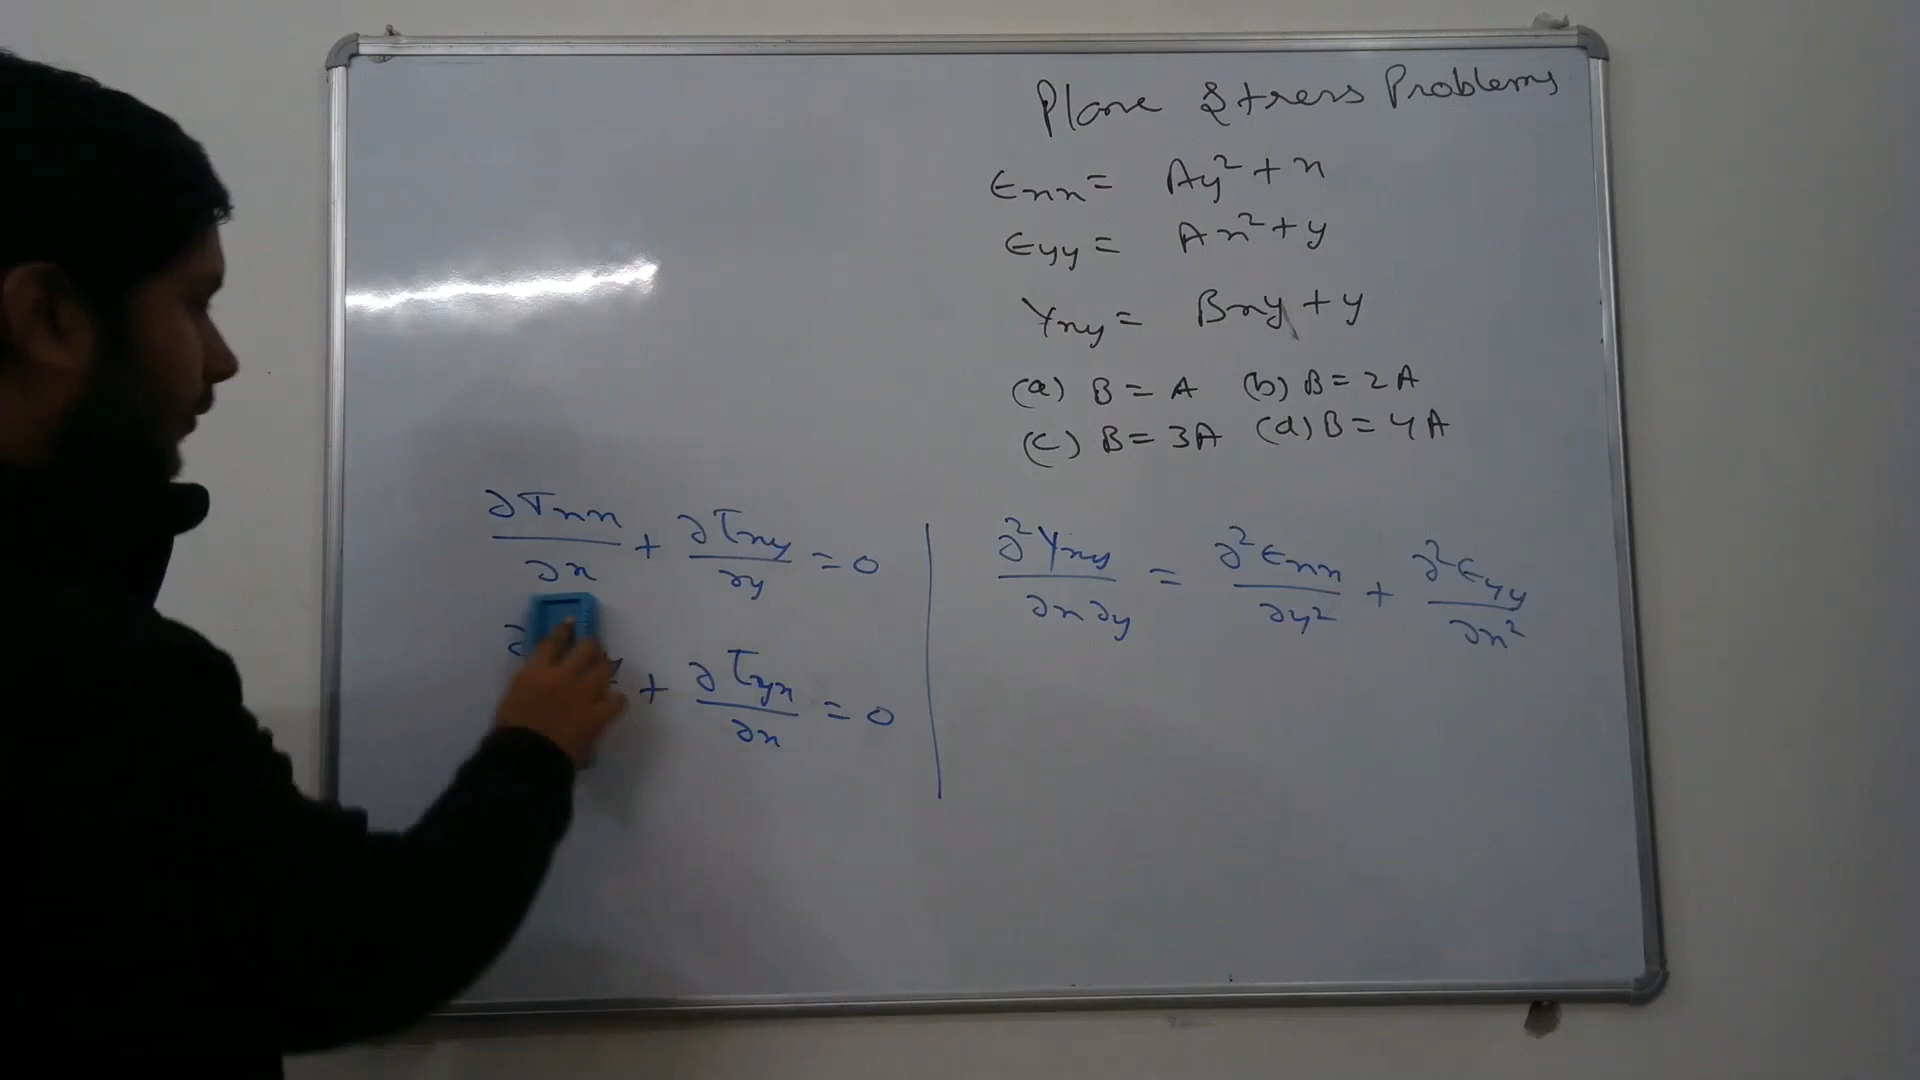 Plane Stress Problems
ϵxx = Ay² + x
ϵyy = Ax² + y
γxy = Bxy + y
(a) B = A (b) B = 2A
(c) B = 3A (d) B = 4A
∂σxx/∂x + ∂τxy/∂y = 0
∂ + ∂τyx/∂x = 0
∂²γxy/∂x∂y = ∂²ϵxx/∂y² + ∂²ϵyy/∂x²